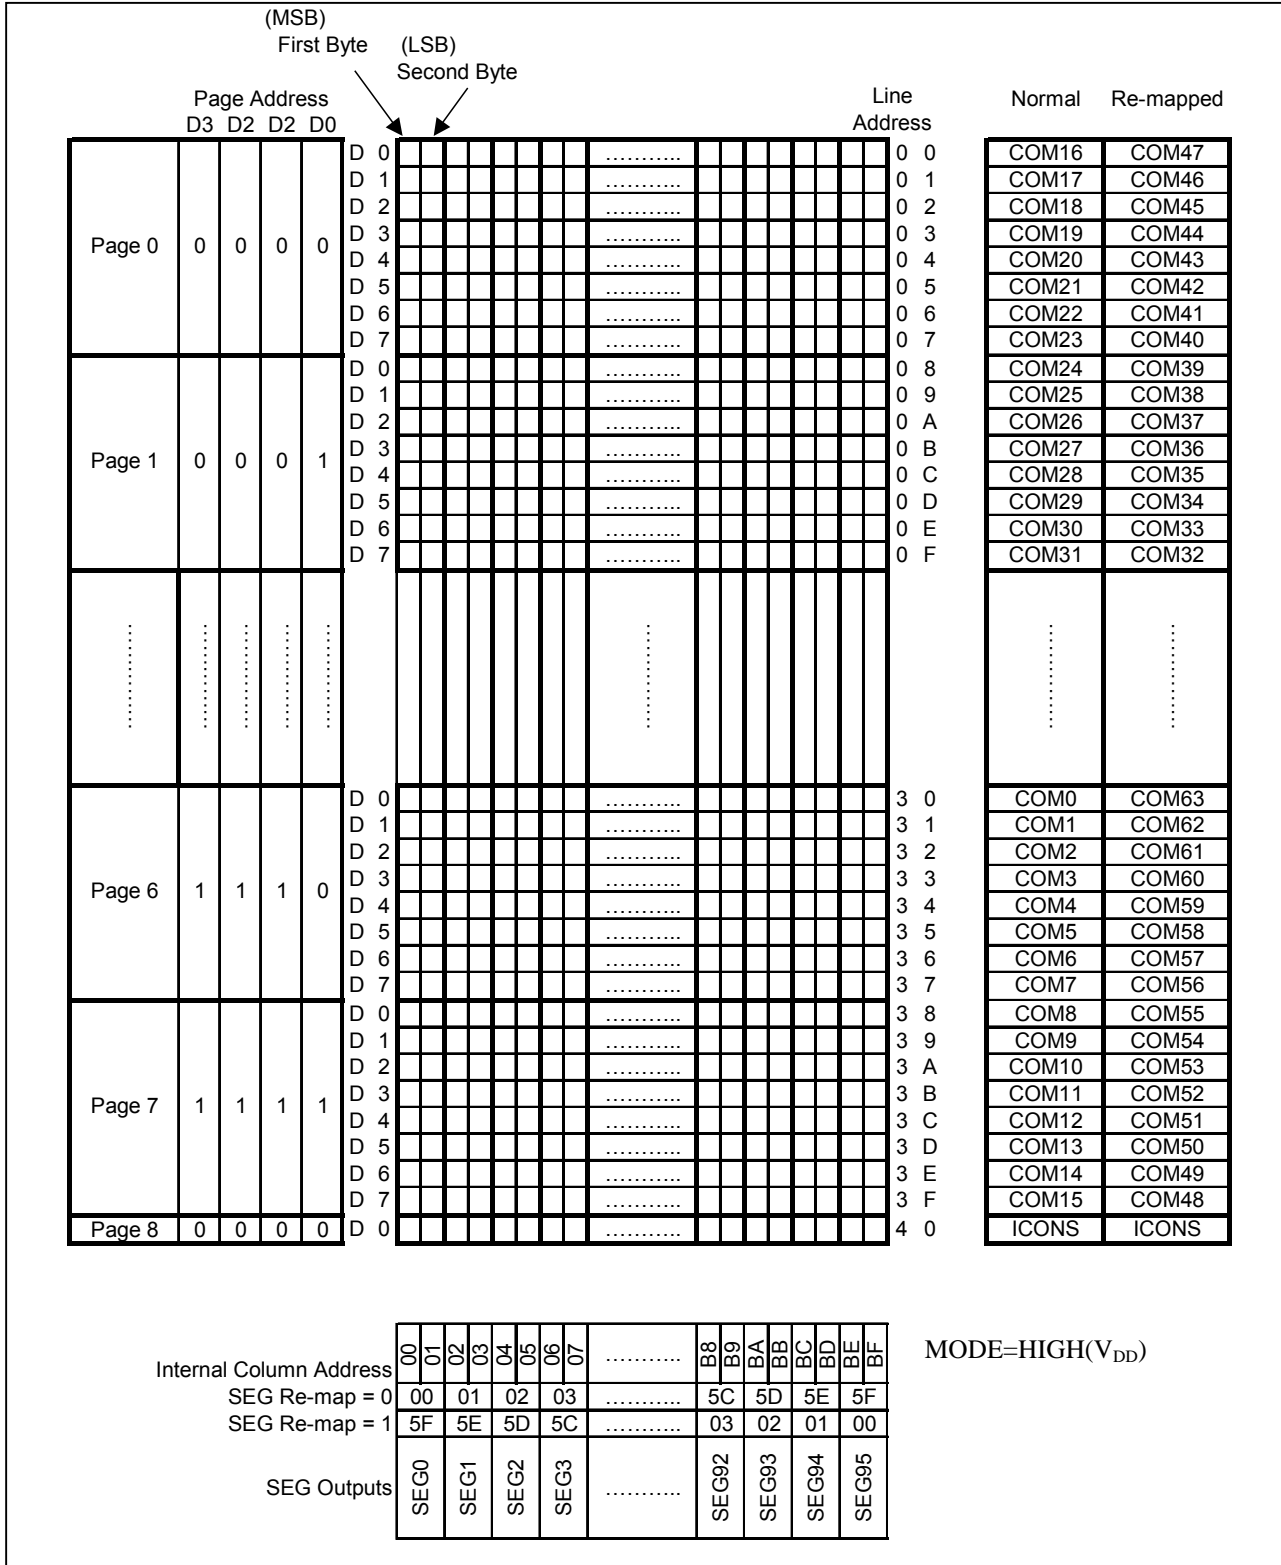 (MSB)
First Byte (LSB)
Second Byte
Page Address Line Normal Re-mapped
D3 D2 D2 D0 Address
D 0 ……….. 0 0 COM16 COM47
D 1 ……….. 0 1 COM17 COM46
D 2 ……….. 0 2 COM18 COM45
D 3 ……….. 0 3 COM19 COM44
Page 0 0 0 0 0
D 4 ……….. 0 4 COM20 COM43
D 5 ……….. 0 5 COM21 COM42
D 6 ……….. 0 6 COM22 COM41
D 7 ……….. 0 7 COM23 COM40
D 0 ……….. 0 8 COM24 COM39
D 1 ……….. 0 9 COM25 COM38
D 2 ……….. 0 A COM26 COM37
D 3 ……….. 0 B COM27 COM36
Page 1 0 0 0 1
D 4 ……….. 0 C COM28 COM35
D 5 ……….. 0 D COM29 COM34
D 6 ……….. 0 E COM30 COM33
D 7 ……….. 0 F COM31 COM32
……….. ……….. ……….. ……….. ……….. ……….. ……….. ………..
D 0 ……….. 3 0 COM0 COM63
D 1 ……….. 3 1 COM1 COM62
D 2 ……….. 3 2 COM2 COM61
D 3 ……….. 3 3 COM3 COM60
Page 6 1 1 1 0
D 4 ……….. 3 4 COM4 COM59
D 5 ……….. 3 5 COM5 COM58
D 6 ……….. 3 6 COM6 COM57
D 7 ……….. 3 7 COM7 COM56
D 0 ……….. 3 8 COM8 COM55
D 1 ……….. 3 9 COM9 COM54
D 2 ……….. 3 A COM10 COM53
D 3 ……….. 3 B COM11 COM52
Page 7 1 1 1 1
D 4 ……….. 3 C COM12 COM51
D 5 ……….. 3 D COM13 COM50
D 6 ……….. 3 E COM14 COM49
D 7 ……….. 3 F COM15 COM48
Page 8 0 0 0 0 D 0 ……….. 4 0 ICONS ICONS
Internal Column Address 00 01 02 03 04 05 06 07 ……….. B8 B9 BA BB BC BD BE BF MODE=HIGH(VDD)
SEG Re-map = 0 00 01 02 03 ……….. 5C 5D 5E 5F
SEG Re-map = 1 5F 5E 5D 5C ……….. 03 02 01 00
SEG Outputs SEG0 SEG1 SEG2 SEG3 ……….. SEG92 SEG93 SEG94 SEG95